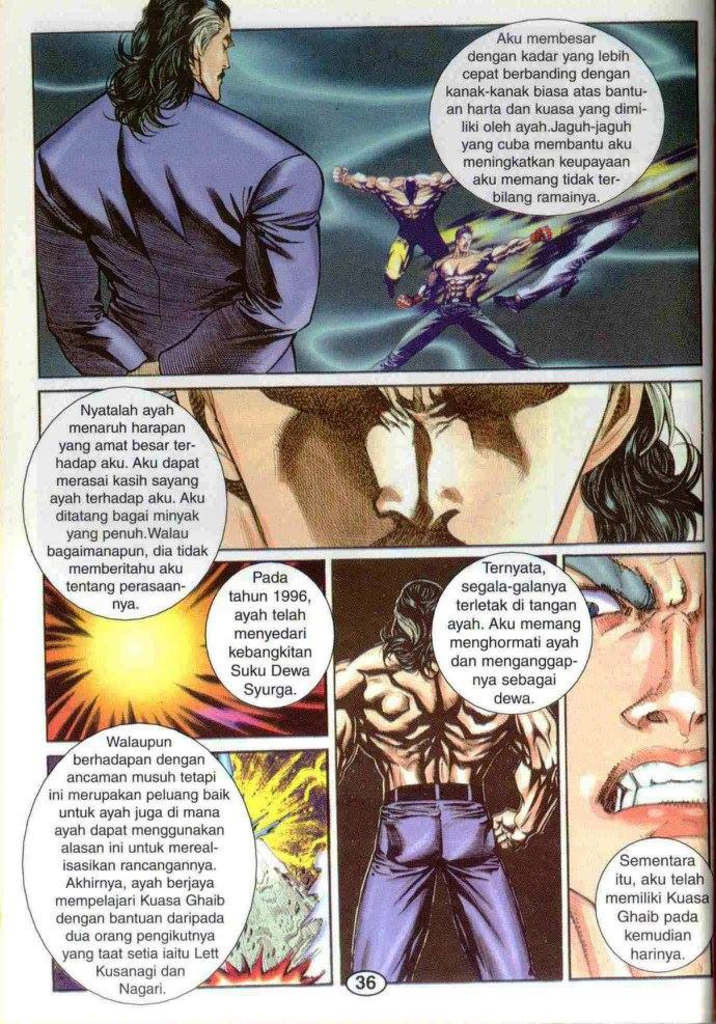 Aku membesar
dengan kadar yang lebih
cepat berbanding dengan
kanak-kanak biasa atas bantu-
an harta dan kuasa yang dimi-
liki oleh ayah.Jaguh-jaguh
yang cuba membantu aku
meningkatkan keupayaan
aku memang tidak ter-
bilang ramainya.
Nyatalah ayah
menaruh harapan
yang amat besar ter-
hadap aku. Aku dapat
merasai kasih sayang
ayah terhadap aku. Aku
ditatang bagai minyak
yang penuh.Walau
bagaimanapun, dia tidak
memberitahu aku
tentang perasaan-
nya.
Pada
tahun 1996,
ayah telah
menyedari
kebangkitan
Suku Dewa
Syurga.
Ternyata,
segala-galanya
terletak di tangan
ayah. Aku memang
menghormati ayah
dan menganggap-
nya sebagai
dewa.
Walaupun
berhadapan dengan
ancaman musuh tetapi
ini merupakan peluang baik
untuk ayah juga di mana
ayah dapat menggunakan
alasan ini untuk mereal-
isasikan rancangannya.
Akhirnya, ayah berjaya
mempelajari Kuasa Ghaib
dengan bantuan daripada
dua orang pengikutnya
yang taat setia iaitu Lett
Kusanagi dan
Nagari.
Sementara
itu, aku telah
memiliki Kuasa
Ghaib pada
kemudian
harinya.
36